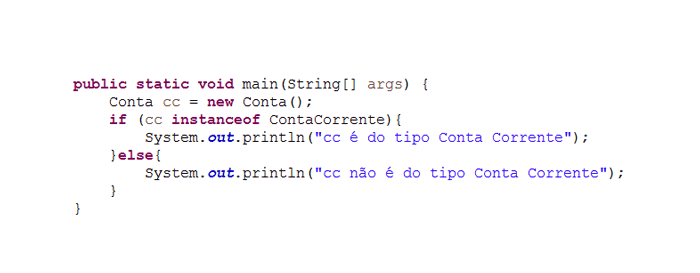 public static void main(String[] args) {
    Conta cc = new Conta();
    if (cc instanceof ContaCorrente){
        System.out.println("cc é do tipo Conta Corrente");
    }else{
        System.out.println("cc não é do tipo Conta Corrente");
    }
}